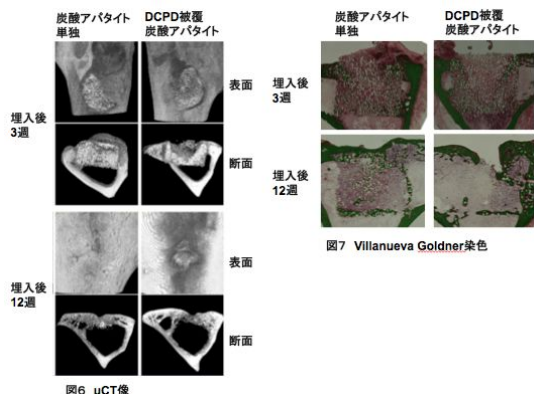 炭酸アパタイト
単独
DCPD被覆
炭酸アパタイト
埋入後
3週
表面
断面
埋入後
12週
表面
断面
図6 μCT像
炭酸アパタイト
単独
DCPD被覆
炭酸アパタイト
埋入後
3週
埋入後
12週
図7 Villanueva Goldner染色